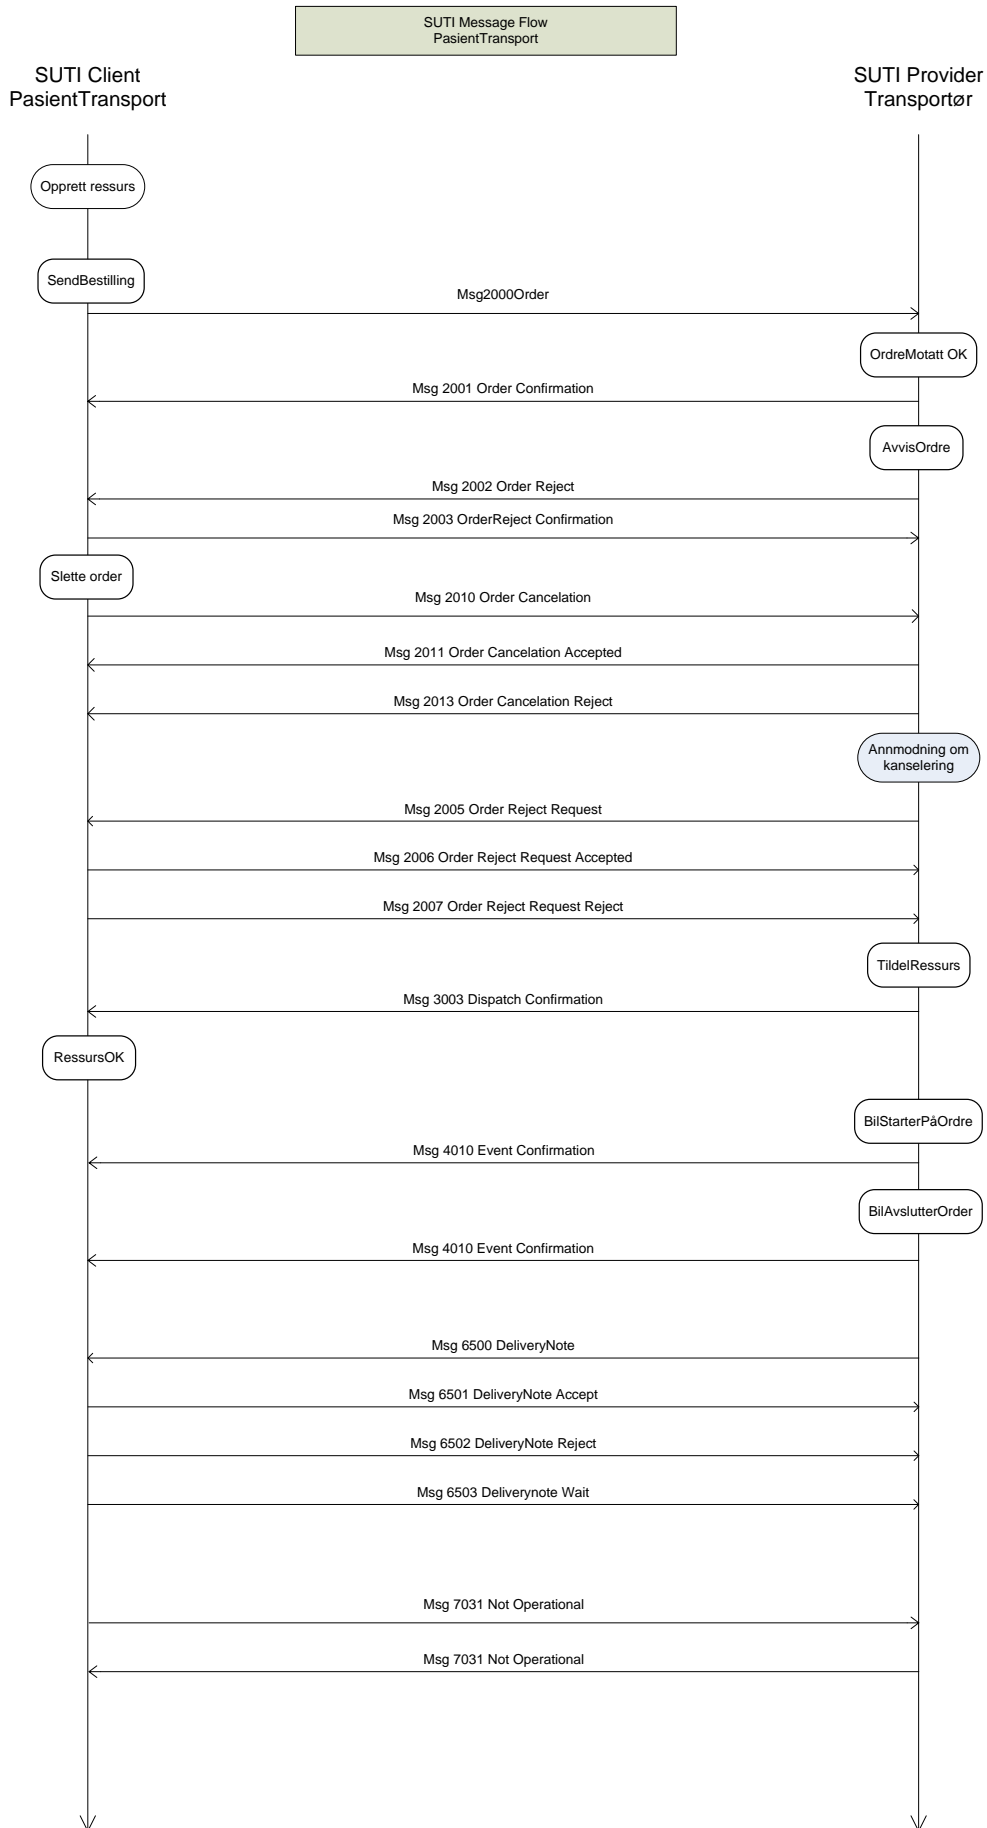 SUTI Message Flow
PasientTransport
SUTI Client
PasientTransport
SUTI Provider
Transportør
Opprett ressurs
SendBestilling
Msg2000Order
OrdreMotatt OK
Msg 2001 Order Confirmation
AvvisOrdre
Msg 2002 Order Reject
Msg 2003 OrderReject Confirmation
Slette order
Msg 2010 Order Cancelation
Msg 2011 Order Cancelation Accepted
Msg 2013 Order Cancelation Reject
Annmodning om
kanselering
Msg 2005 Order Reject Request
Msg 2006 Order Reject Request Accepted
Msg 2007 Order Reject Request Reject
TildelRessurs
Msg 3003 Dispatch Confirmation
RessursOK
BilStarterPåOrdre
Msg 4010 Event Confirmation
BilAvslutterOrder
Msg 4010 Event Confirmation
Msg 6500 DeliveryNote
Msg 6501 DeliveryNote Accept
Msg 6502 DeliveryNote Reject
Msg 6503 Deliverynote Wait
Msg 7031 Not Operational
Msg 7031 Not Operational